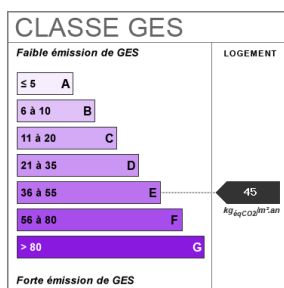 CLASSE GES
Faible émission de GES
LOGEMENT
≤ 5 A
6 à 10 B
11 à 20 C
21 à 35 D
36 à 55 E
45
kgéqCO2/m².an
56 à 80 F
> 80 G
Forte émission de GES